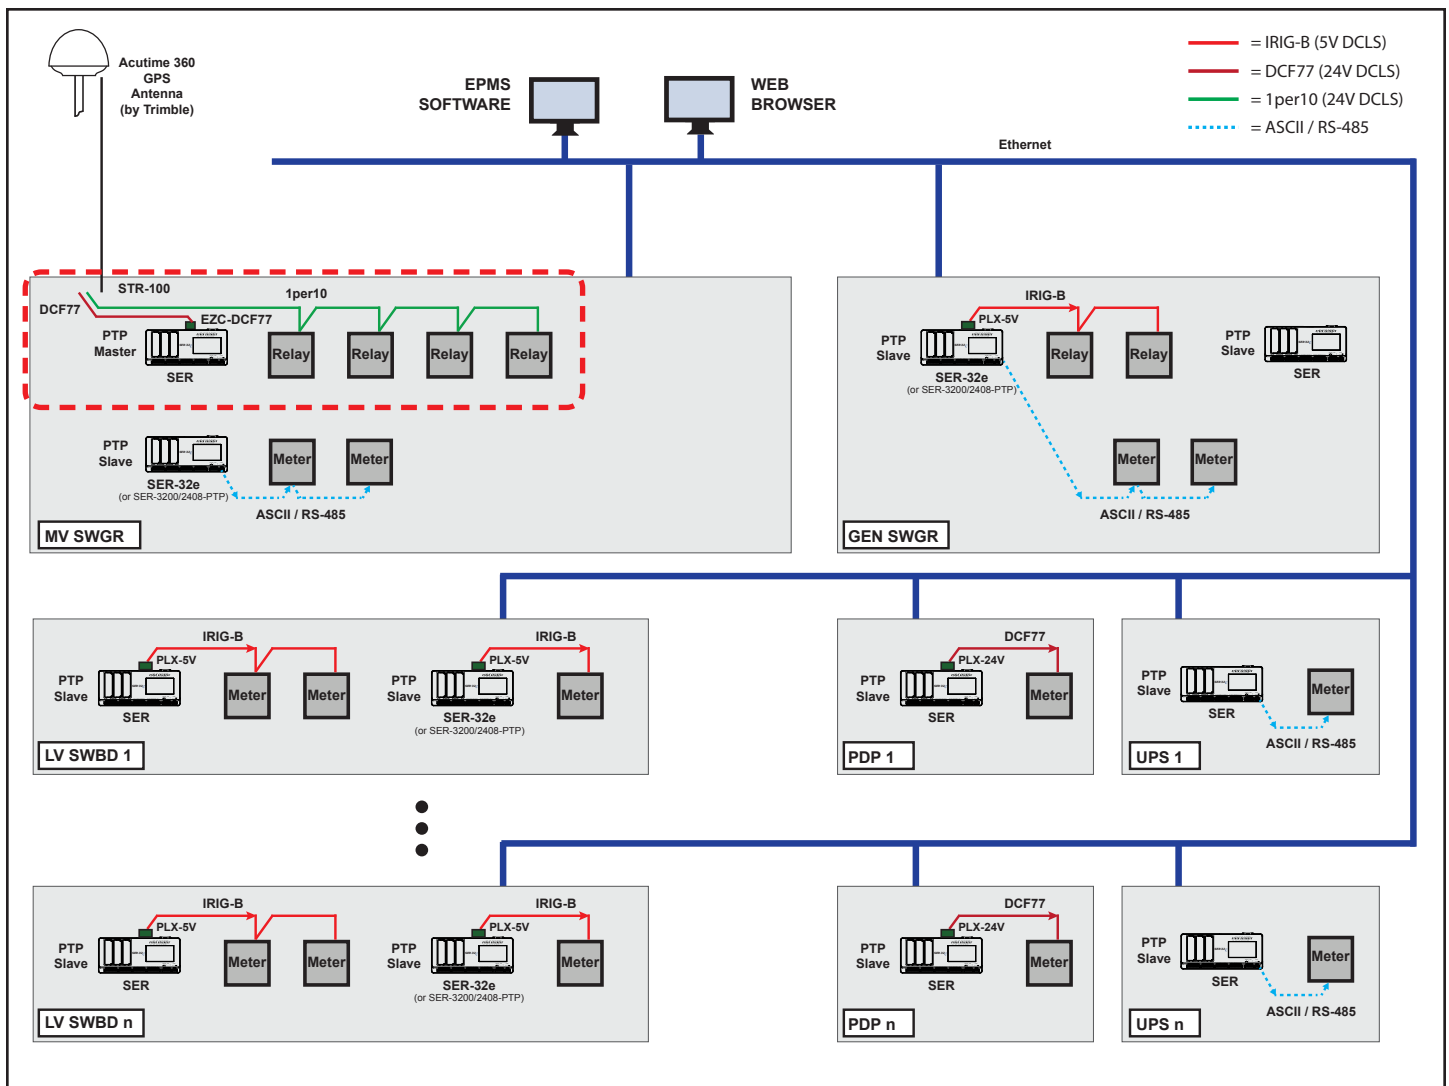 Acutime 360
GPS
Antenna
(by Trimble)
EPMS
SOFTWARE
WEB
BROWSER
= IRIG-B (5V DCLS)
= DCF77 (24V DCLS)
= 1per10 (24V DCLS)
= ASCII / RS-485
Ethernet
STR-100
DCF77
1per10
EZC-DCF77
PTP
Master
SER
Relay
Relay
Relay
Relay
PTP
Slave
SER-32e
(or SER-3200/2408-PTP)
Meter
Meter
ASCII / RS-485
MV SWGR
IRIG-B
PLX-5V
PTP
Slave
SER-32e
(or SER-3200/2408-PTP)
Relay
Relay
PTP
Slave
SER
Meter
Meter
ASCII / RS-485
GEN SWGR
IRIG-B
PLX-5V
PTP
Slave
SER
Meter
Meter
IRIG-B
PLX-5V
PTP
Slave
SER-32e
(or SER-3200/2408-PTP)
Meter
LV SWBD 1
DCF77
PLX-24V
PTP
Slave
SER
Meter
PDP 1
PTP
Slave
SER
Meter
ASCII / RS-485
UPS 1
IRIG-B
PLX-5V
PTP
Slave
SER
Meter
Meter
IRIG-B
PLX-5V
PTP
Slave
SER-32e
(or SER-3200/2408-PTP)
Meter
LV SWBD n
DCF77
PLX-24V
PTP
Slave
SER
Meter
PDP n
PTP
Slave
SER
Meter
ASCII / RS-485
UPS n